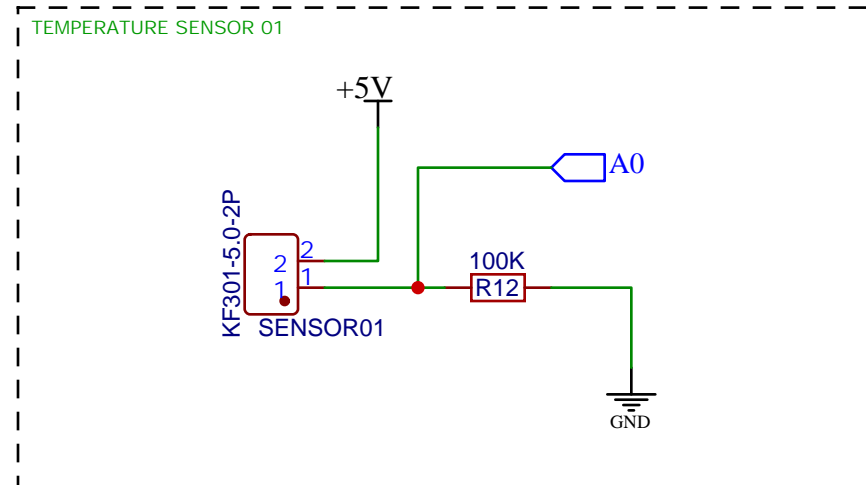 TEMPERATURE SENSOR 01
+5V
A0
KF301-5.0-2P
2
2
1
1
SENSOR01
100K
R12
GND